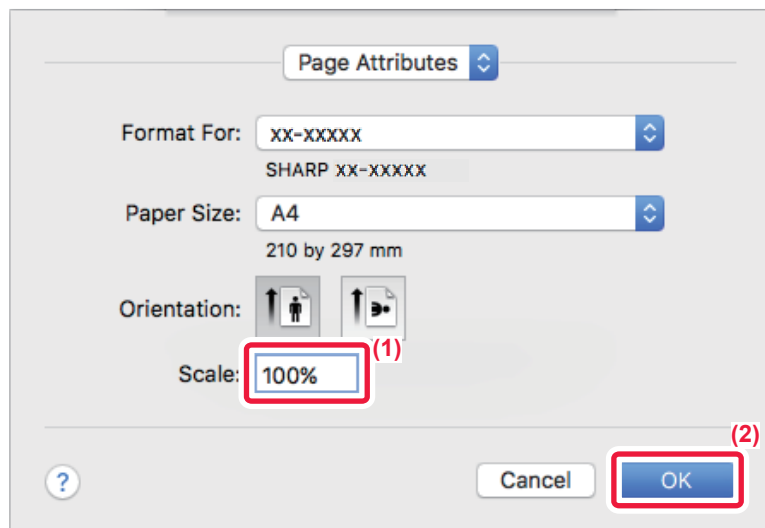 Page Attributes
Format For: xx-xxxxx
SHARP xx-xxxxx
Paper Size: A4
210 by 297 mm
Orientation:
(1)
Scale: 100%
(2)
? Cancel OK